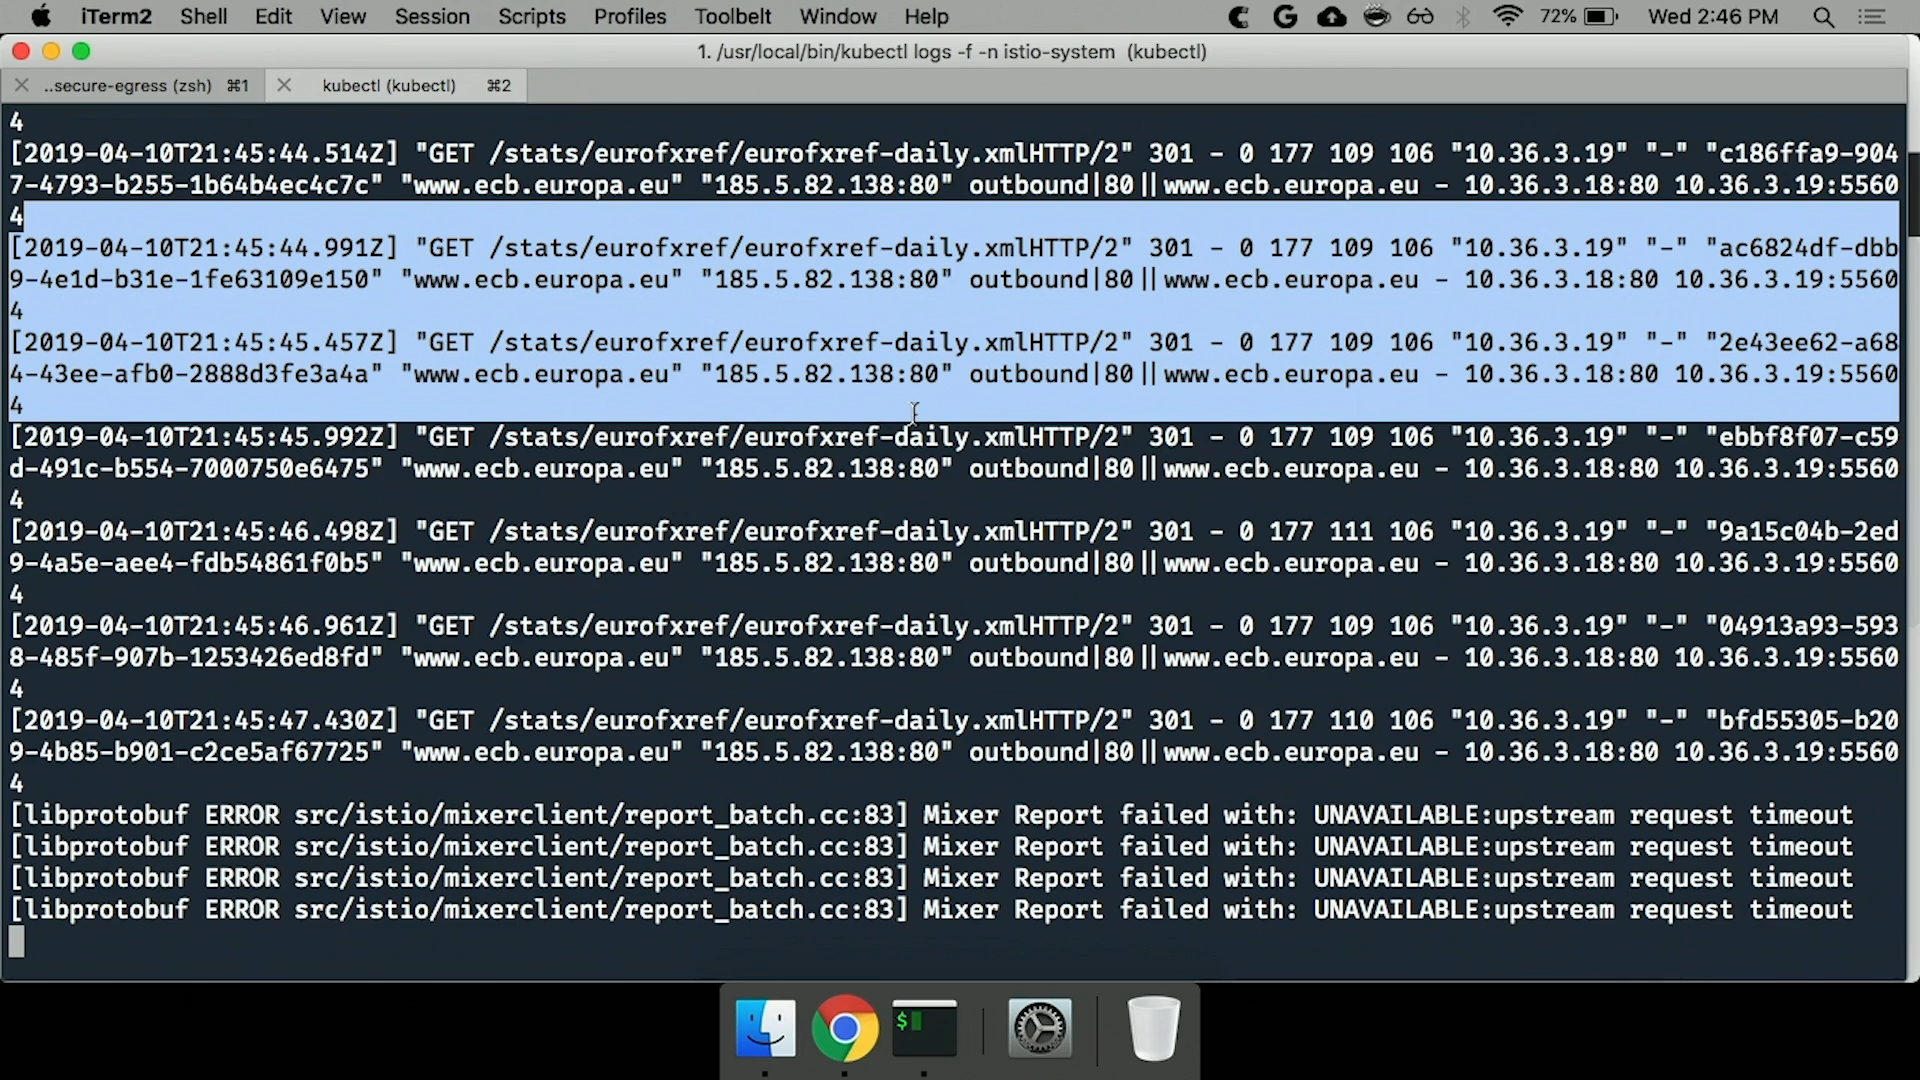 iTerm2 Shell Edit View Session Scripts Profiles Toolbelt Window Help 72% Wed 2:46 PM
1. /usr/local/bin/kubectl logs -f -n istio-system (kubectl)
..secure-egress (zsh) ⌘1 kubectl (kubectl) ⌘2
4
[2019-04-10T21:45:44.514Z] "GET /stats/eurofxref/eurofxref-daily.xmlHTTP/2" 301 - 0 177 109 106 "10.36.3.19" "-" "c186ffa9-904
7-4793-b255-1b64b4ec4c7c" "www.ecb.europa.eu" "185.5.82.138:80" outbound|80||www.ecb.europa.eu - 10.36.3.18:80 10.36.3.19:5560
4
[2019-04-10T21:45:44.991Z] "GET /stats/eurofxref/eurofxref-daily.xmlHTTP/2" 301 - 0 177 109 106 "10.36.3.19" "-" "ac6824df-dbb
9-4e1d-b31e-1fe63109e150" "www.ecb.europa.eu" "185.5.82.138:80" outbound|80||www.ecb.europa.eu - 10.36.3.18:80 10.36.3.19:5560
4
[2019-04-10T21:45:45.457Z] "GET /stats/eurofxref/eurofxref-daily.xmlHTTP/2" 301 - 0 177 109 106 "10.36.3.19" "-" "2e43ee62-a68
4-43ee-afb0-2888d3fe3a4a" "www.ecb.europa.eu" "185.5.82.138:80" outbound|80||www.ecb.europa.eu - 10.36.3.18:80 10.36.3.19:5560
4
[2019-04-10T21:45:45.992Z] "GET /stats/eurofxref/eurofxref-daily.xmlHTTP/2" 301 - 0 177 109 106 "10.36.3.19" "-" "ebbf8f07-c59
d-491c-b554-7000750e6475" "www.ecb.europa.eu" "185.5.82.138:80" outbound|80||www.ecb.europa.eu - 10.36.3.18:80 10.36.3.19:5560
4
[2019-04-10T21:45:46.498Z] "GET /stats/eurofxref/eurofxref-daily.xmlHTTP/2" 301 - 0 177 111 106 "10.36.3.19" "-" "9a15c04b-2ed
9-4a5e-aee4-fdb54861f0b5" "www.ecb.europa.eu" "185.5.82.138:80" outbound|80||www.ecb.europa.eu - 10.36.3.18:80 10.36.3.19:5560
4
[2019-04-10T21:45:46.961Z] "GET /stats/eurofxref/eurofxref-daily.xmlHTTP/2" 301 - 0 177 109 106 "10.36.3.19" "-" "04913a93-593
8-485f-907b-1253426ed8fd" "www.ecb.europa.eu" "185.5.82.138:80" outbound|80||www.ecb.europa.eu - 10.36.3.18:80 10.36.3.19:5560
4
[2019-04-10T21:45:47.430Z] "GET /stats/eurofxref/eurofxref-daily.xmlHTTP/2" 301 - 0 177 110 106 "10.36.3.19" "-" "bfd55305-b20
9-4b85-b901-c2ce5af67725" "www.ecb.europa.eu" "185.5.82.138:80" outbound|80||www.ecb.europa.eu - 10.36.3.18:80 10.36.3.19:5560
4
[libprotobuf ERROR src/istio/mixerclient/report_batch.cc:83] Mixer Report failed with: UNAVAILABLE:upstream request timeout
[libprotobuf ERROR src/istio/mixerclient/report_batch.cc:83] Mixer Report failed with: UNAVAILABLE:upstream request timeout
[libprotobuf ERROR src/istio/mixerclient/report_batch.cc:83] Mixer Report failed with: UNAVAILABLE:upstream request timeout
[libprotobuf ERROR src/istio/mixerclient/report_batch.cc:83] Mixer Report failed with: UNAVAILABLE:upstream request timeout